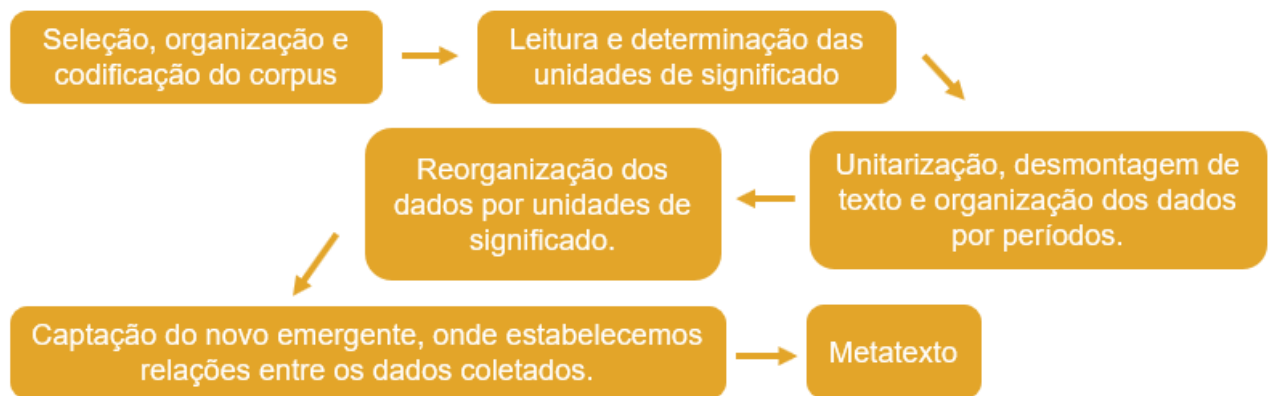 Seleção, organização e
codificação do corpus
Leitura e determinação das
unidades de significado
Unitarização, desmontagem de
texto e organização dos dados
por períodos.
Reorganização dos
dados por unidades de
significado.
Captação do novo emergente, onde estabelecemos
relações entre os dados coletados.
Metatexto